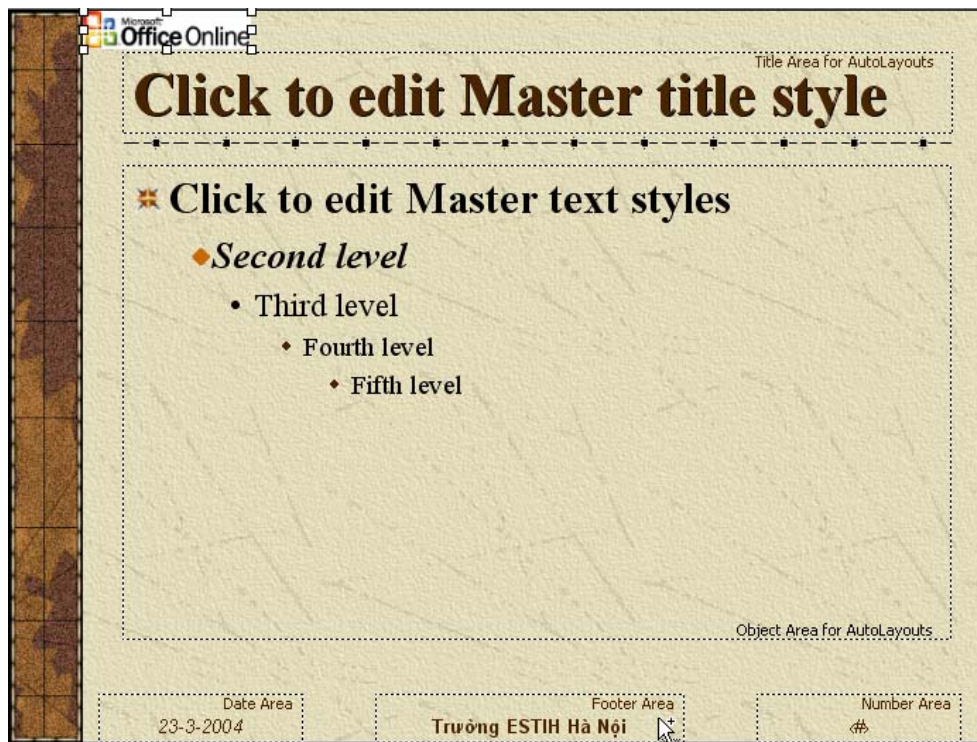 Microsoft
Office Online
Title Area for AutoLayouts
Click to edit Master title style
Click to edit Master text styles
Second level
Third level
Fourth level
Fifth level
Object Area for AutoLayouts
Date Area
23-3-2004
Footer Area
Trường ESTIH Hà Nội
Number Area
‹#›